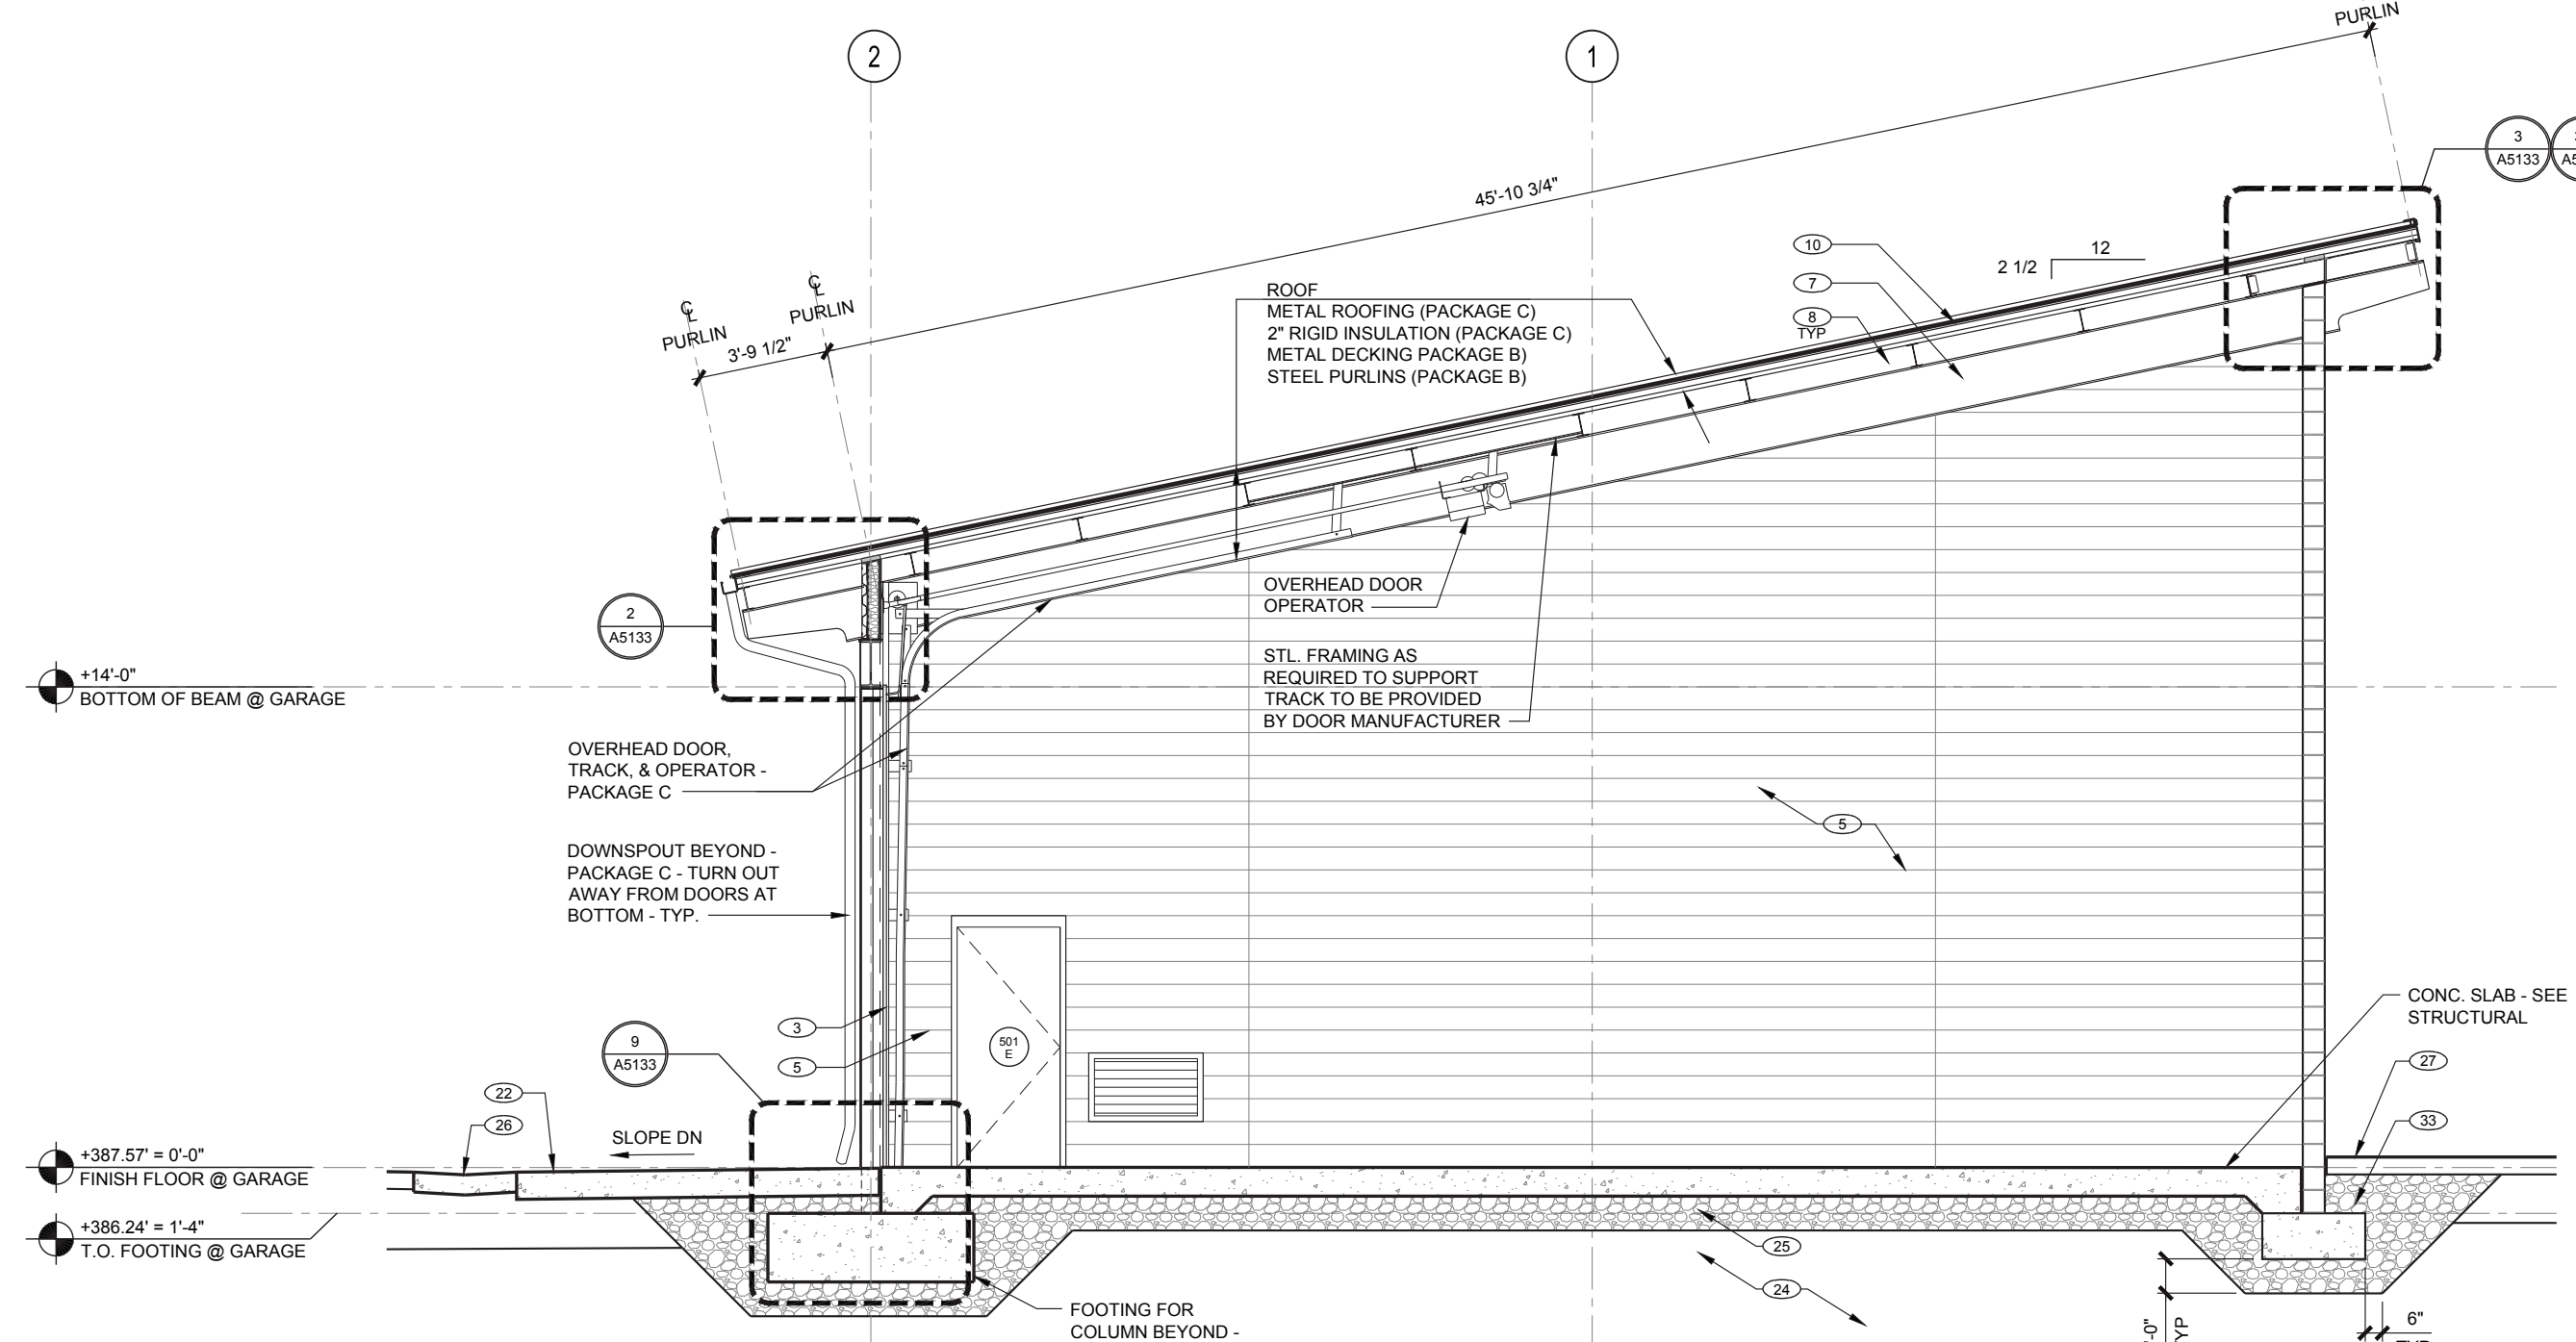 PURLIN
2
1
45'-10 3/4"
3
A5133
12
2 1/2
10
7
8
TYP
ROOF
METAL ROOFING (PACKAGE C)
2" RIGID INSULATION (PACKAGE C)
METAL DECKING PACKAGE B)
STEEL PURLINS (PACKAGE B)
℄
PURLIN
℄
PURLIN
3'-9 1/2"
2
A5133
OVERHEAD DOOR
OPERATOR
STL. FRAMING AS
REQUIRED TO SUPPORT
TRACK TO BE PROVIDED
BY DOOR MANUFACTURER
+14'-0"
BOTTOM OF BEAM @ GARAGE
OVERHEAD DOOR,
TRACK, & OPERATOR -
PACKAGE C
5
DOWNSPOUT BEYOND -
PACKAGE C - TURN OUT
AWAY FROM DOORS AT
BOTTOM - TYP.
CONC. SLAB - SEE
STRUCTURAL
3
5
501
E
9
A5133
27
33
22
26
SLOPE DN
+387.57' = 0'-0"
FINISH FLOOR @ GARAGE
+386.24' = 1'-4"
T.O. FOOTING @ GARAGE
25
24
FOOTING FOR
COLUMN BEYOND -
6"